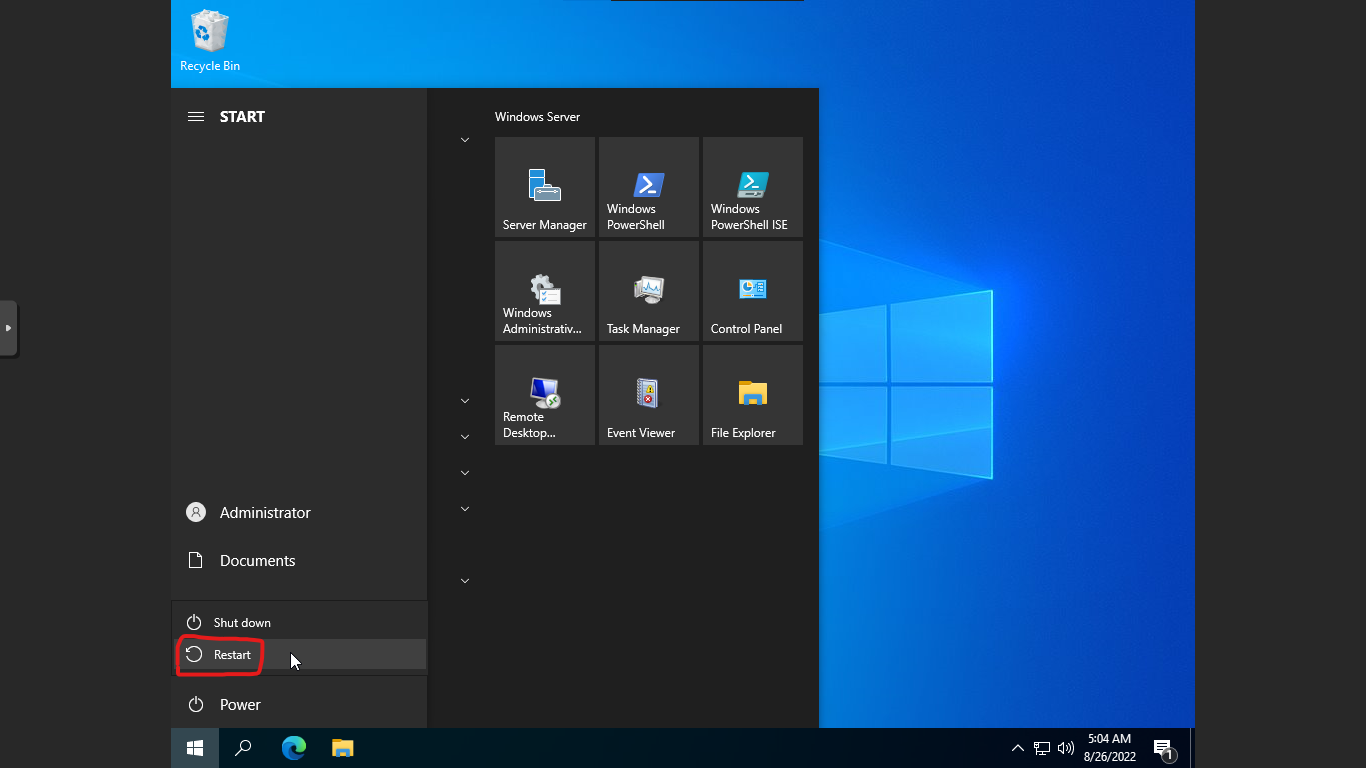 Recycle Bin
START
Windows Server
Server Manager
Windows
PowerShell
Windows
PowerShell ISE
Windows
Administrativ...
Task Manager
Control Panel
Remote
Desktop...
Event Viewer
File Explorer
Administrator
Documents
Shut down
Restart
Power
5:04 AM
8/26/2022
1